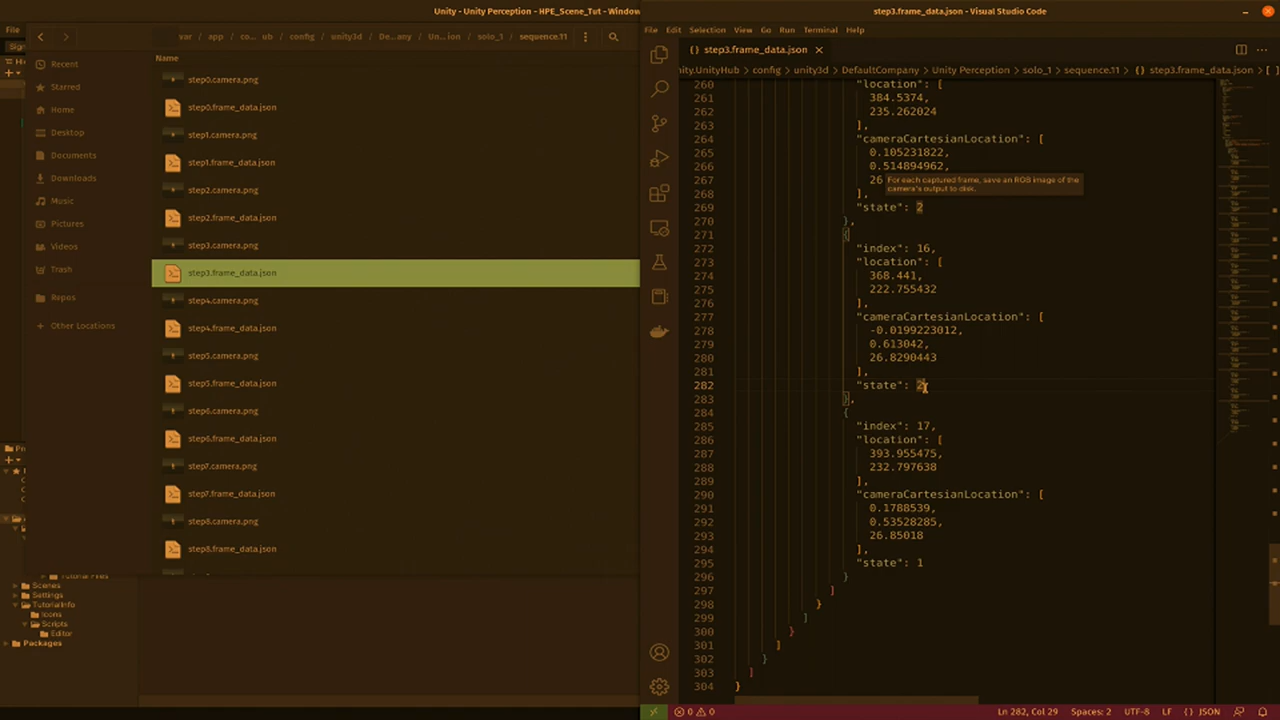 Unity - Unity Perception - HPE_Scene_Tut - Window
File
var / app / co... ub / config / unity3d / De...any / Un...ion / solo_1 / sequence.11
Recent
Starred
Home
Desktop
Documents
Downloads
Music
Pictures
Videos
Trash
Repos
+ Other Locations
Name
step0.camera.png
step0.frame_data.json
step1.camera.png
step1.frame_data.json
step2.camera.png
step2.frame_data.json
step3.camera.png
step3.frame_data.json
step4.camera.png
step4.frame_data.json
step5.camera.png
step5.frame_data.json
step6.camera.png
step6.frame_data.json
step7.camera.png
step7.frame_data.json
step8.camera.png
step8.frame_data.json
Tutorial Files
Scenes
Settings
TutorialInfo
Icons
Scripts
Editor
Packages
step3.frame_data.json - Visual Studio Code
File Edit Selection View Go Run Terminal Help
{} step3.frame_data.json
nity.UnityHub > config > unity3d > DefaultCompany > Unity Perception > solo_1 > sequence.11 > {} step3.frame_data.json > [ ]
260 "location": [
261 384.5374,
262 235.262024
263 ],
264 "cameraCartesianLocation": [
265 0.105231822,
266 0.514894962,
267 26
For each captured frame, save an RGB image of the
camera's output to disk.
268 ],
269 "state": 2
270 },
271 {
272 "index": 16,
273 "location": [
274 368.441,
275 222.755432
276 ],
277 "cameraCartesianLocation": [
278 -0.0199223012,
279 0.613042,
280 26.8290443
281 ],
282 "state": 2
283 },
284 {
285 "index": 17,
286 "location": [
287 393.955475,
288 232.797638
289 ],
290 "cameraCartesianLocation": [
291 0.1788539,
292 0.53528285,
293 26.85018
294 ],
295 "state": 1
296 }
297 ]
298 }
299 ]
300 }
301 ]
302 }
303 ]
304 }
0 0 Ln 282, Col 29 Spaces: 2 UTF-8 LF {} JSON